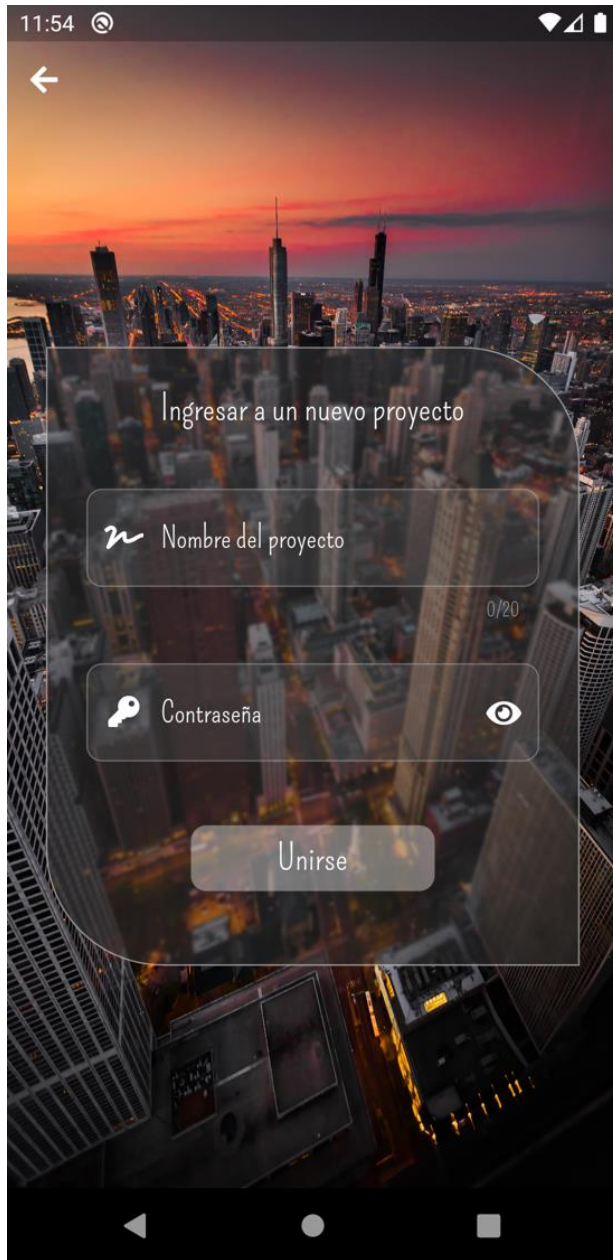 11:54
Ingresar a un nuevo proyecto
Nombre del proyecto
0/20
Contraseña
Unirse